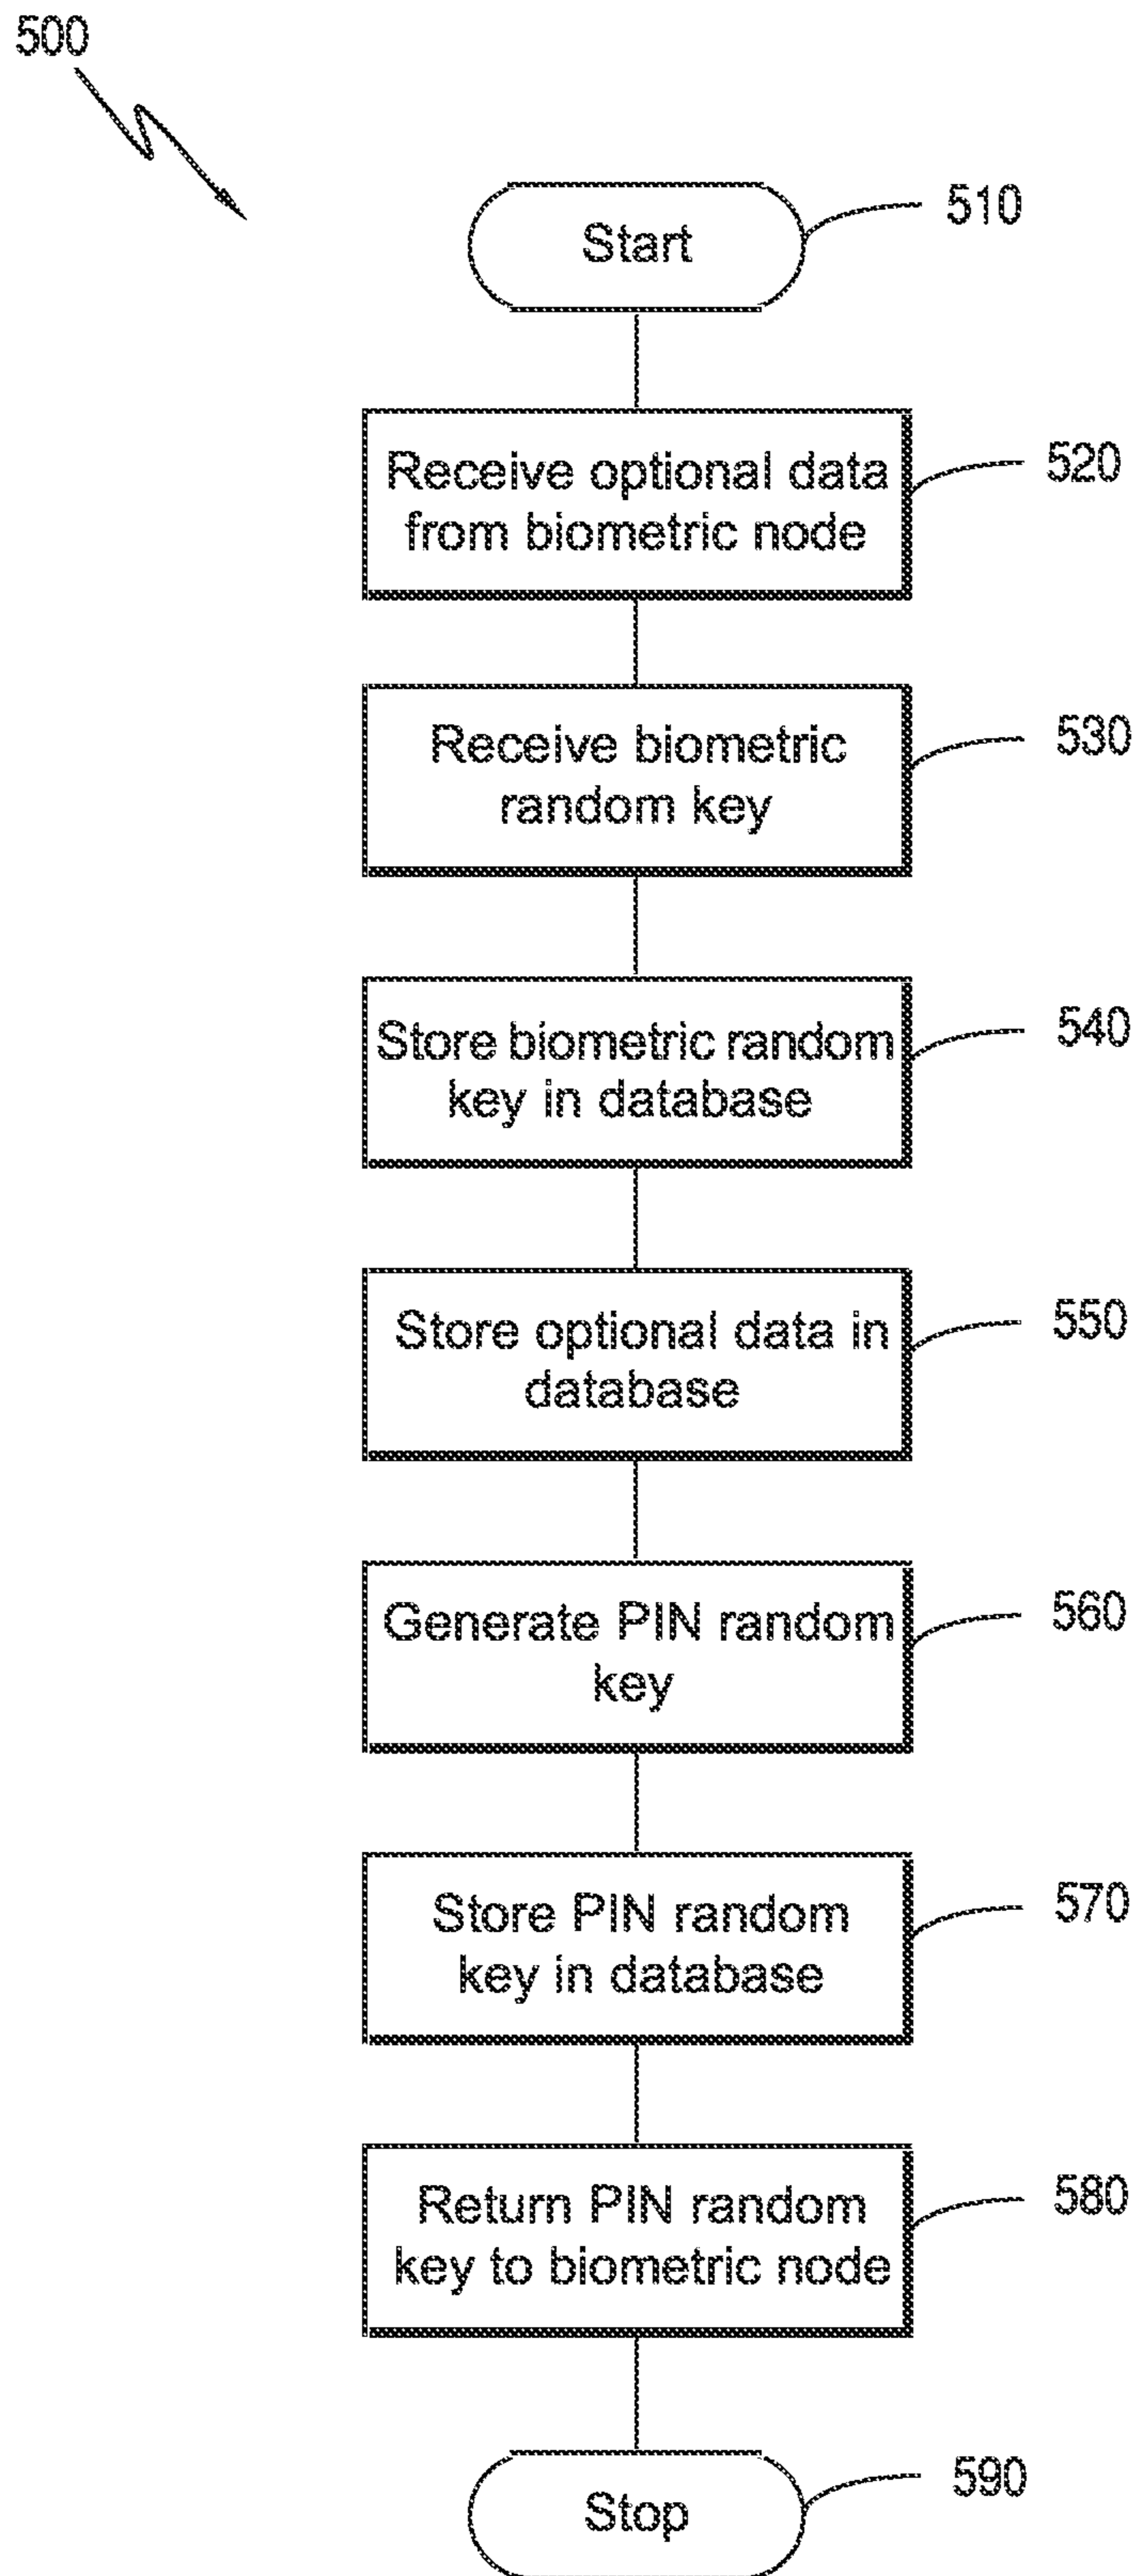 500
Start
510
Receive optional data
from biometric node
520
Receive biometric
random key
530
Store biometric random
key in database
540
Store optional data in
database
550
Generate PIN random
key
560
Store PIN random
key in database
570
Return PIN random
key to biometric node
580
Stop
590